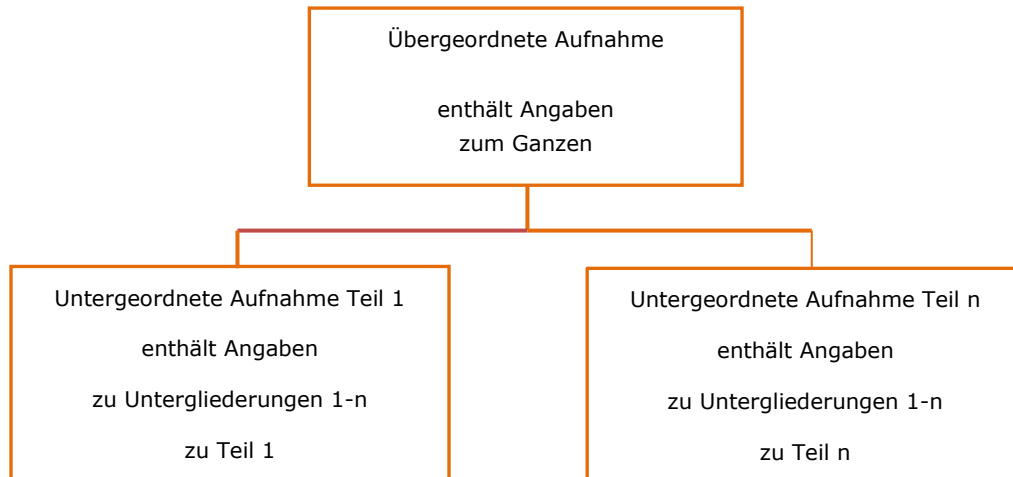 Übergeordnete Aufnahme
enthält Angaben
zum Ganzen
Untergeordnete Aufnahme Teil 1
enthält Angaben
zu Untergliederungen 1-n
zu Teil 1
Untergeordnete Aufnahme Teil n
enthält Angaben
zu Untergliederungen 1-n
zu Teil n